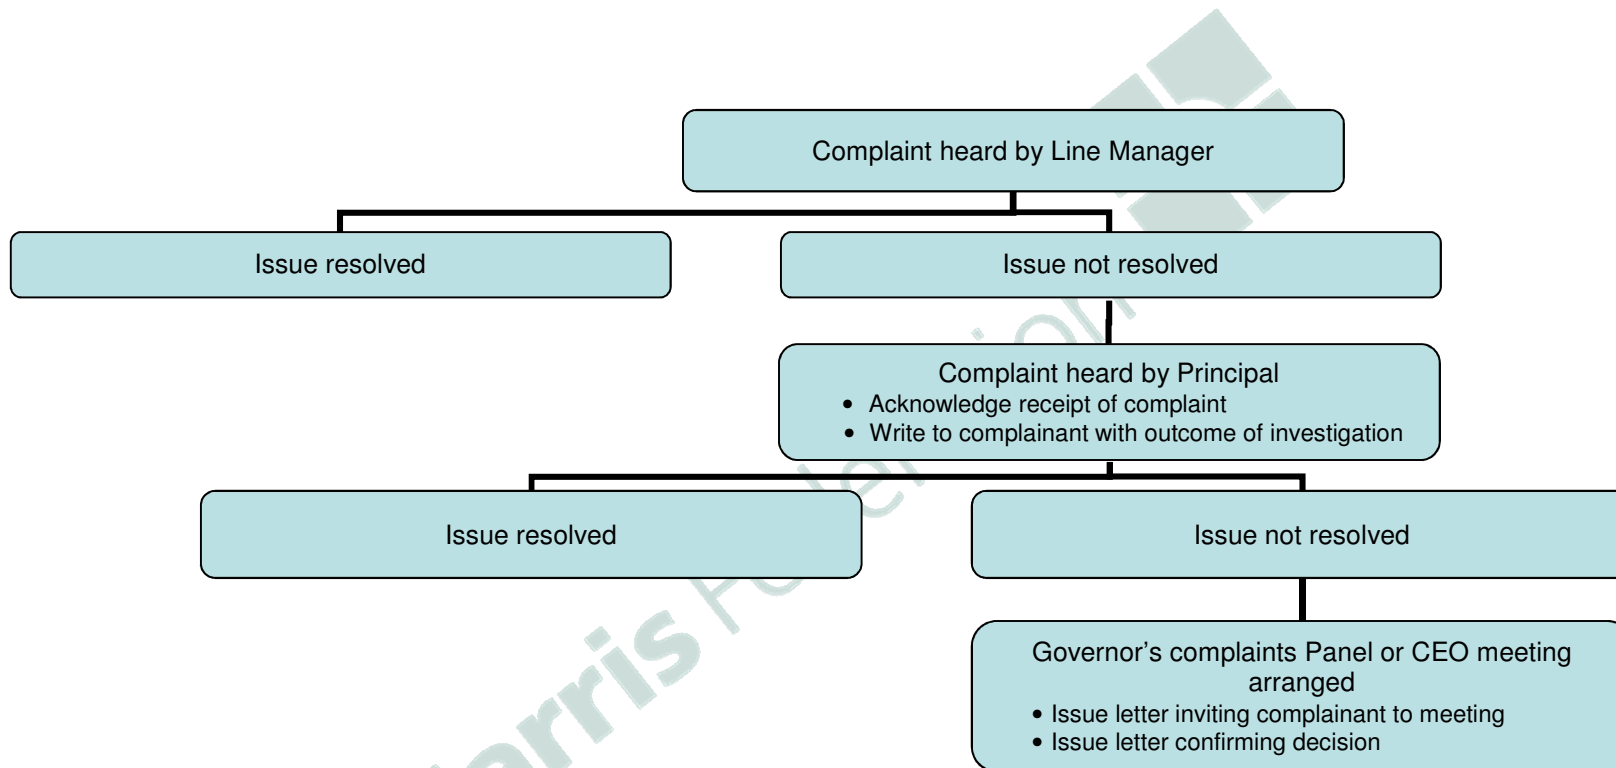 Complaint heard by Line Manager
Issue resolved
Issue not resolved
Complaint heard by Principal
• Acknowledge receipt of complaint
• Write to complainant with outcome of investigation
Issue resolved
Issue not resolved
Governor’s complaints Panel or CEO meeting
arranged
• Issue letter inviting complainant to meeting
• Issue letter confirming decision